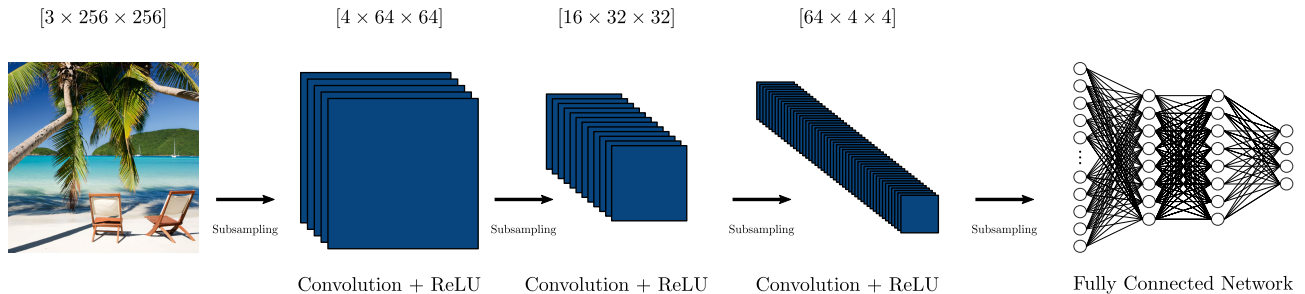 [3 × 256 × 256]
[4 × 64 × 64]
[16 × 32 × 32]
[64 × 4 × 4]
Subsampling
Subsampling
Subsampling
Subsampling
Convolution + ReLU
Convolution + ReLU
Convolution + ReLU
Fully Connected Network